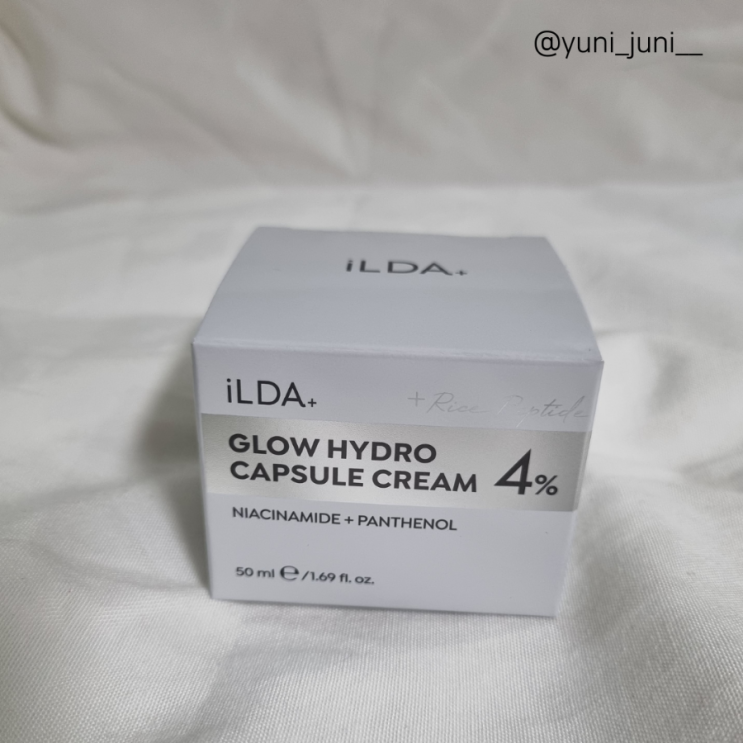 @yuni_juni__
iLDA+
iLDA+
+Rice Peptide
GLOW HYDRO
CAPSULE CREAM 4%
NIACINAMIDE + PANTHENOL
50 ml ℮/1.69 fl. oz.